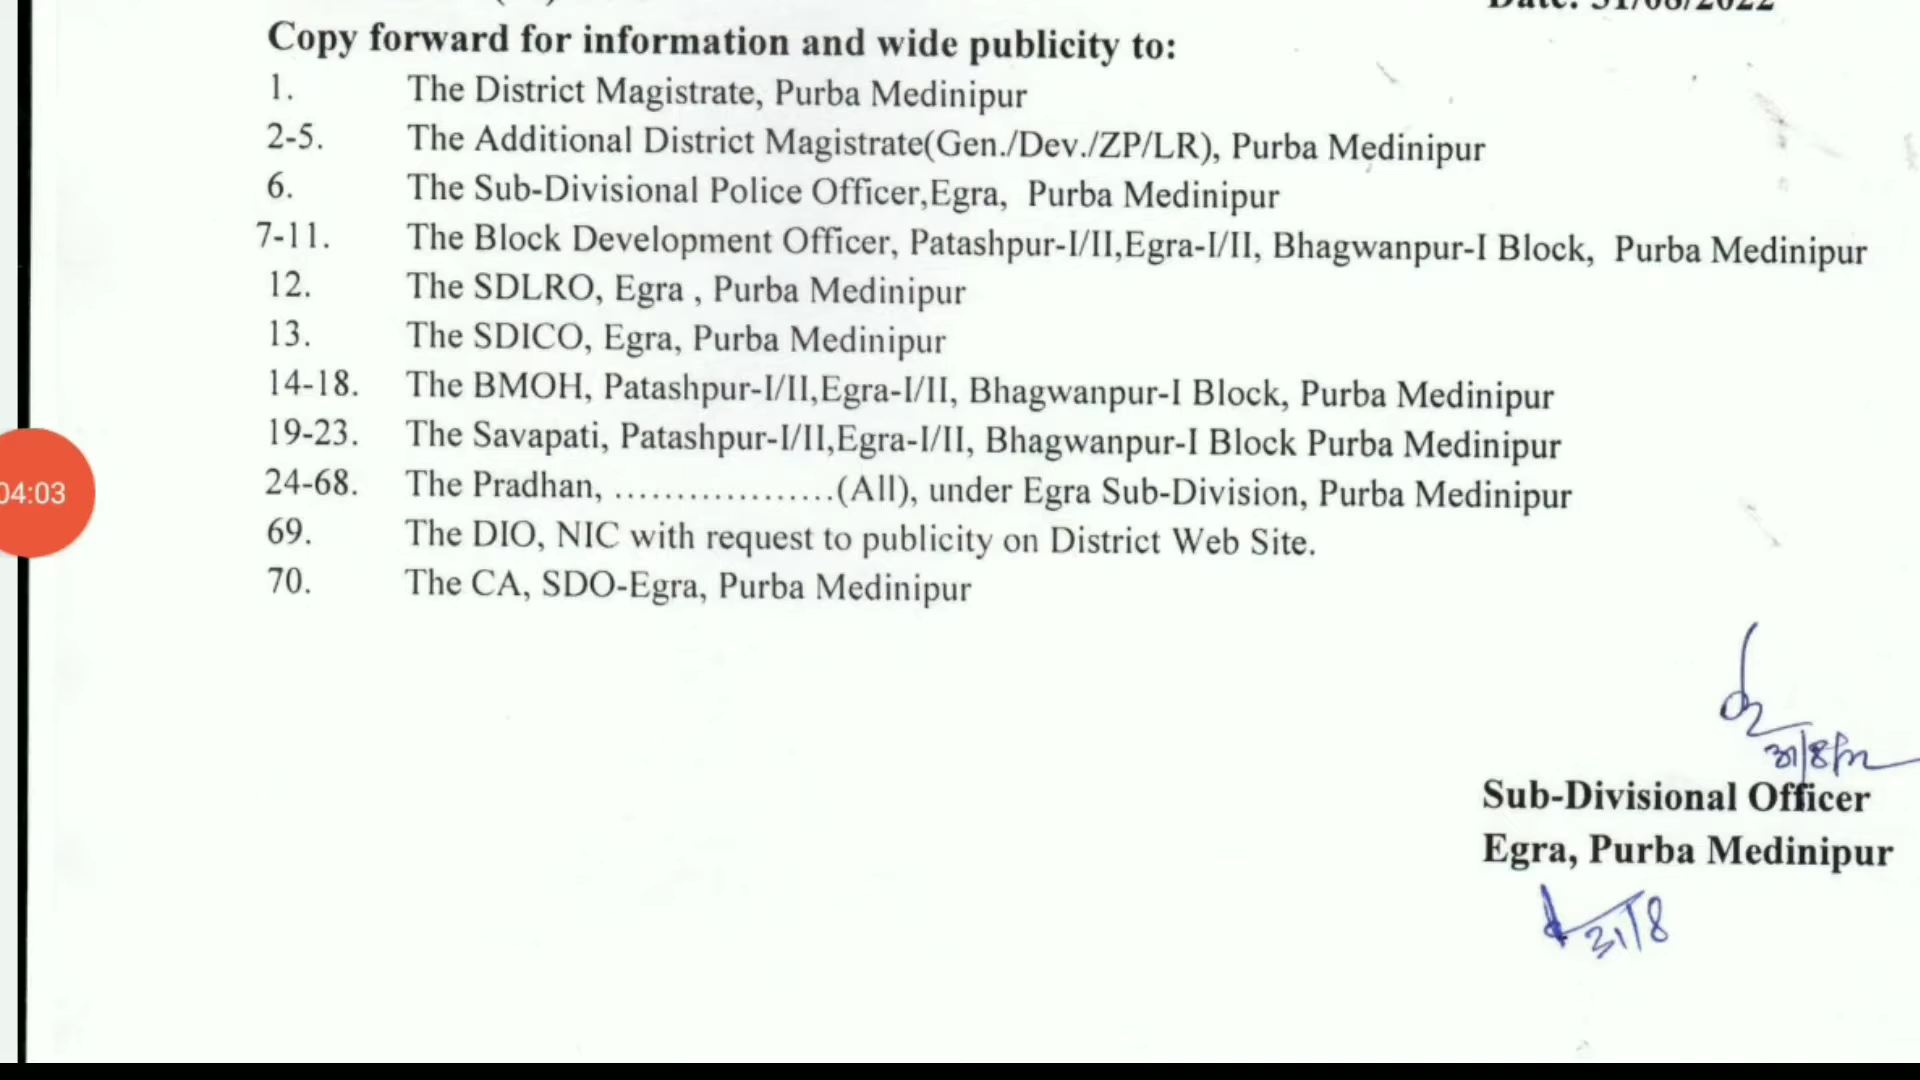 Date: 31/08/2022
Copy forward for information and wide publicity to:
1. The District Magistrate, Purba Medinipur
2-5. The Additional District Magistrate(Gen./Dev./ZP/LR), Purba Medinipur
6. The Sub-Divisional Police Officer,Egra, Purba Medinipur
7-11. The Block Development Officer, Patashpur-I/II,Egra-I/II, Bhagwanpur-I Block, Purba Medinipur
12. The SDLRO, Egra , Purba Medinipur
13. The SDICO, Egra, Purba Medinipur
14-18. The BMOH, Patashpur-I/II,Egra-I/II, Bhagwanpur-I Block, Purba Medinipur
19-23. The Savapati, Patashpur-I/II,Egra-I/II, Bhagwanpur-I Block Purba Medinipur
24-68. The Pradhan, ..................(All), under Egra Sub-Division, Purba Medinipur
04:03
69. The DIO, NIC with request to publicity on District Web Site.
70. The CA, SDO-Egra, Purba Medinipur
Sub-Divisional Officer
Egra, Purba Medinipur
31/8